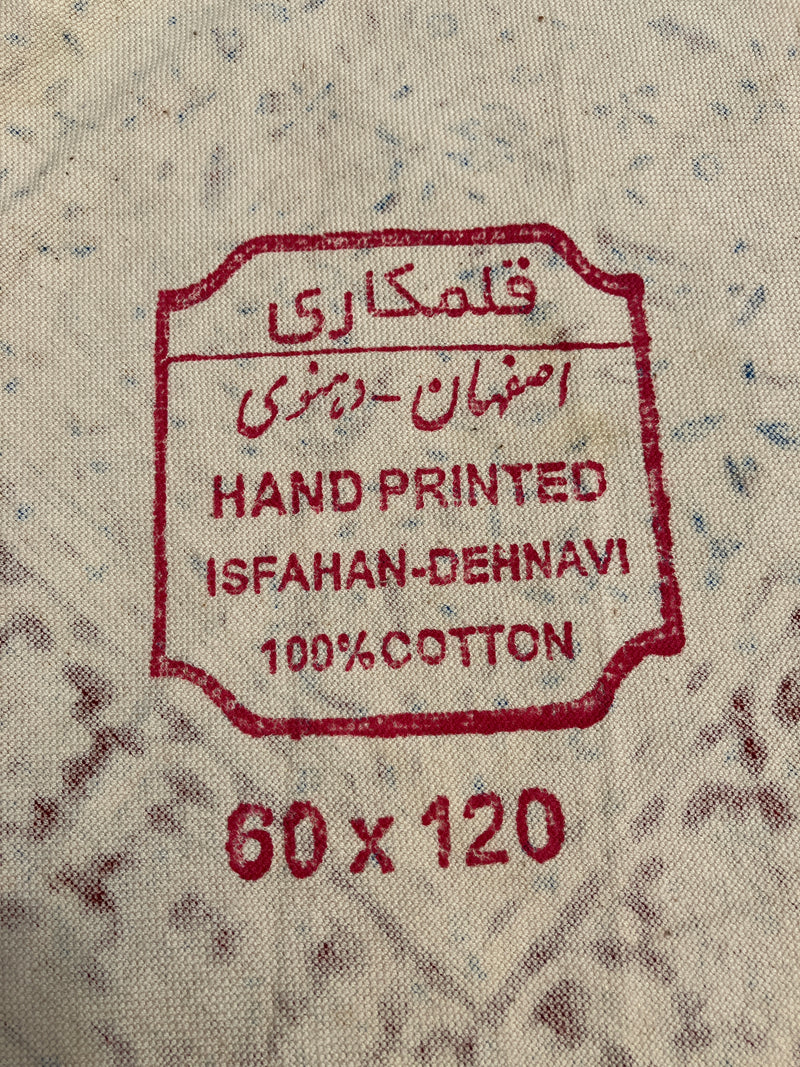 قلمکاری
اصفهان - دهنوی
HAND PRINTED
ISFAHAN-DEHNAVI
100% COTTON
60 x 120